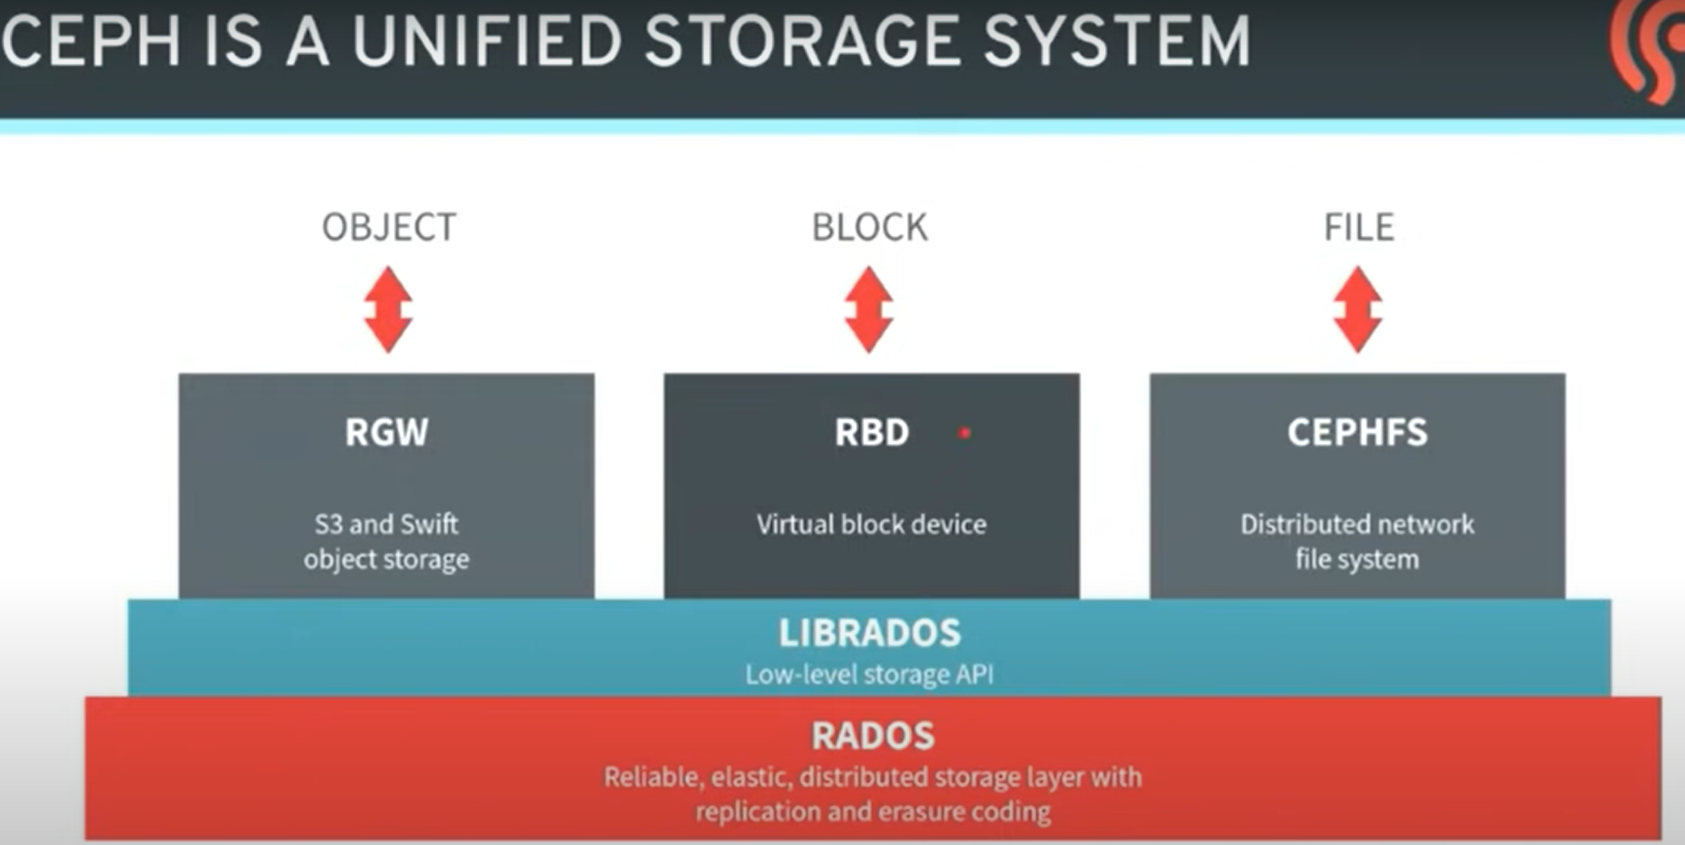 CEPH IS A UNIFIED STORAGE SYSTEM
OBJECT
BLOCK
FILE
RGW
S3 and Swift
object storage
RBD
Virtual block device
CEPHFS
Distributed network
file system
LIBRADOS
Low-level storage API
RADOS
Reliable, elastic, distributed storage layer with
replication and erasure coding